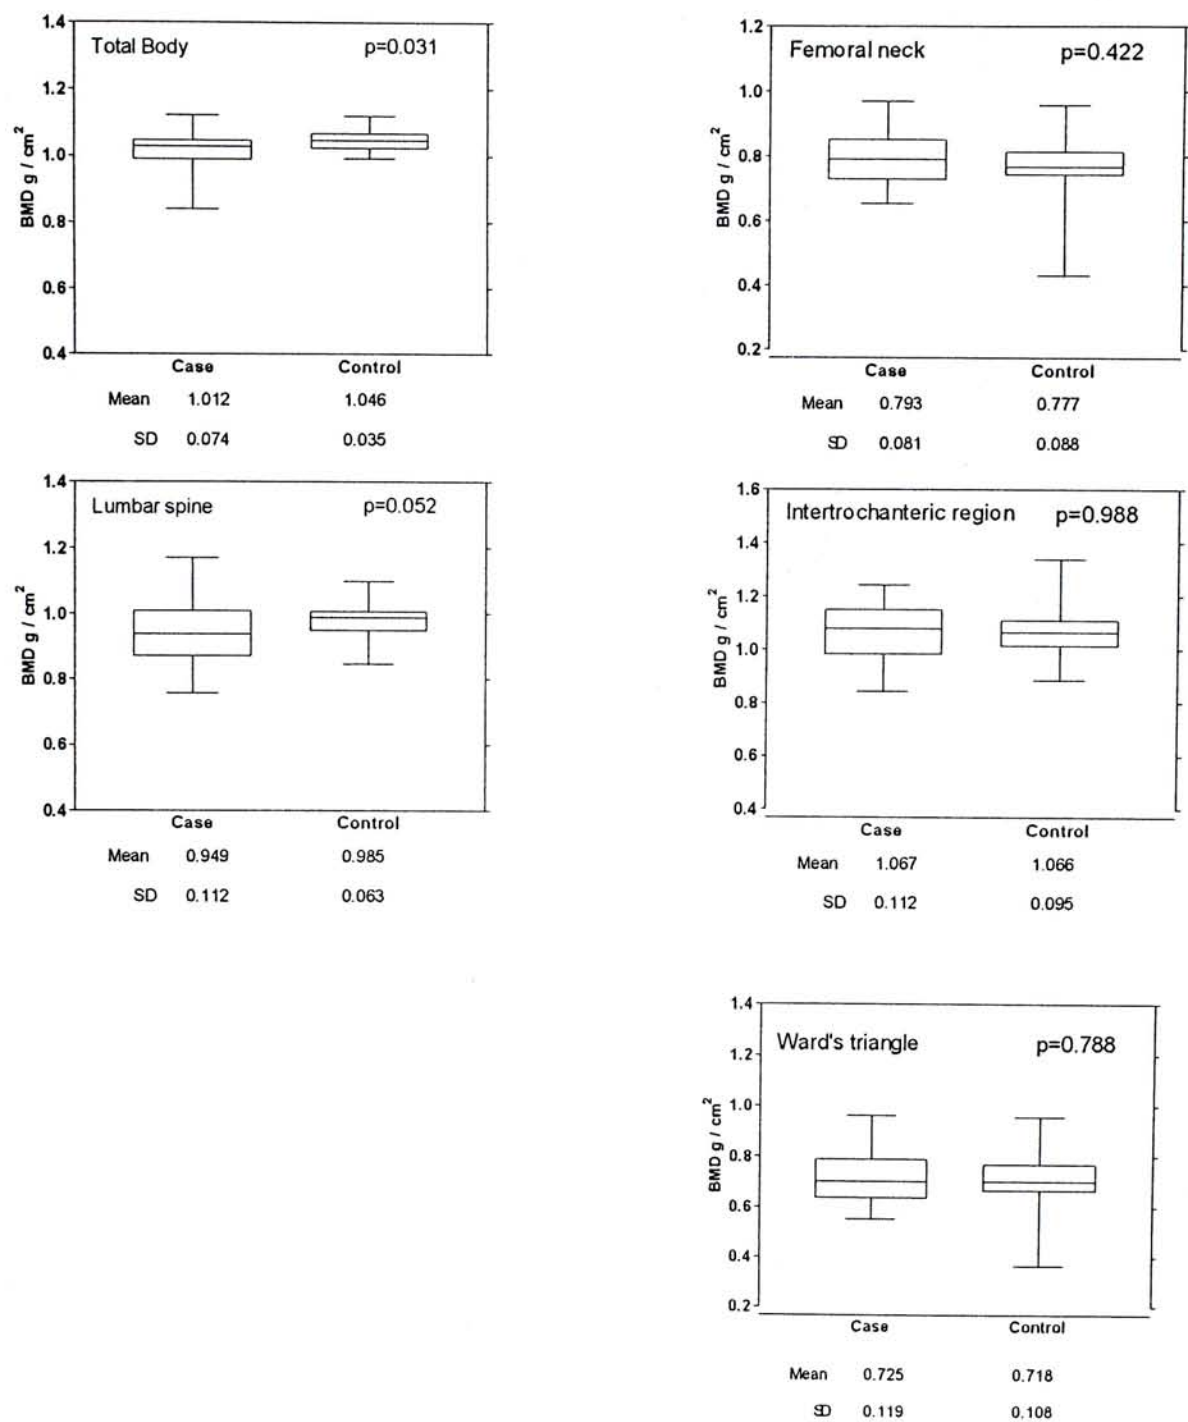 Total Body p=0.031
BMD g / cm²
1.4
1.2
1.0
0.8
0.6
0.4
Case Control
Mean 1.012 1.046
SD 0.074 0.035
Femoral neck p=0.422
BMD g / cm²
1.2
1.0
0.8
0.6
0.4
0.2
Case Control
Mean 0.793 0.777
SD 0.081 0.088
Lumbar spine p=0.052
BMD g / cm²
1.4
1.2
1.0
0.8
0.6
0.4
Case Control
Mean 0.949 0.985
SD 0.112 0.063
Intertrochanteric region p=0.988
BMD g / cm²
1.6
1.4
1.2
1.0
0.8
0.6
0.4
Case Control
Mean 1.067 1.066
SD 0.112 0.095
Ward's triangle p=0.788
BMD g / cm²
1.4
1.2
1.0
0.8
0.6
0.4
0.2
Case Control
Mean 0.725 0.718
SD 0.119 0.108